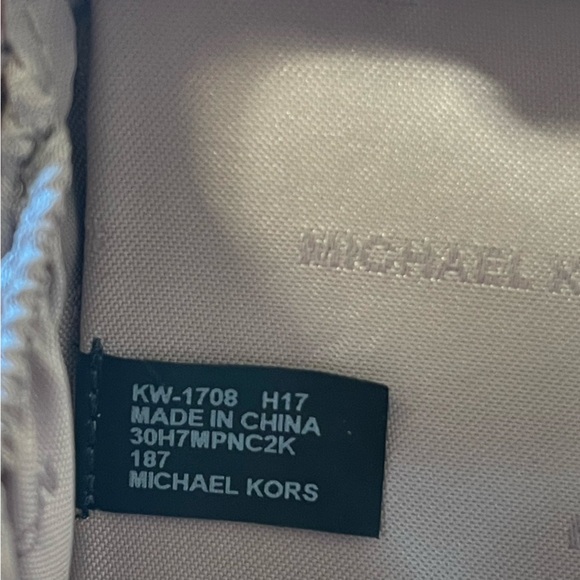 MICHAEL K
KW-1708 H17
MADE IN CHINA
30H7MPNC2K
187
MICHAEL KORS